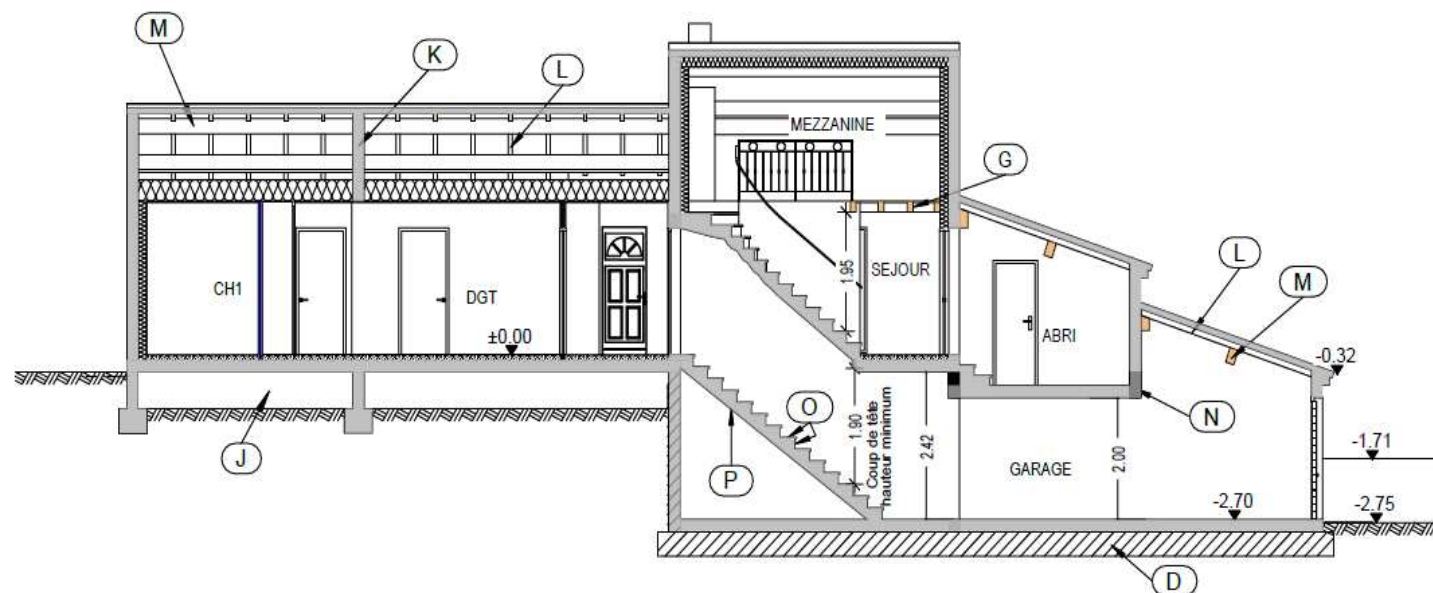 M
K
L
MEZZANINE
G
CH1
DGT
±0.00
1.95
SEJOUR
ABRI
L
M
-0.32
J
O
P
1.90
Coup de tête
hauteur minimum
2.42
GARAGE
2.00
N
-1.71
-2.70
-2.75
D